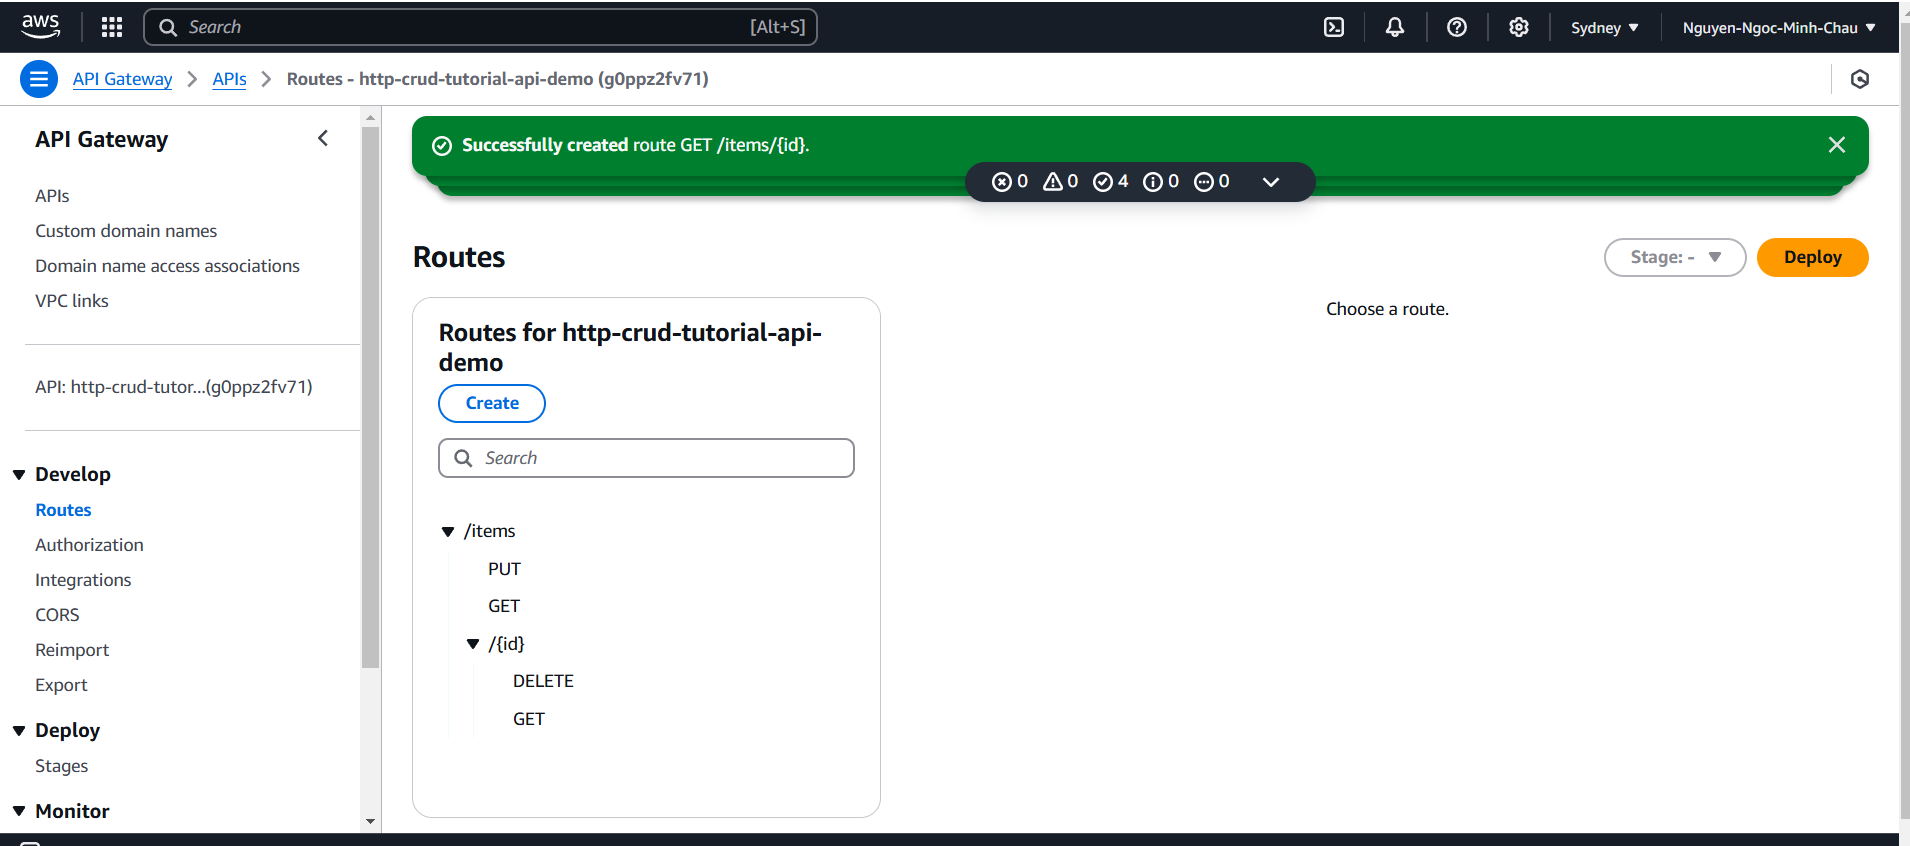 aws
Search [Alt+S] Sydney Nguyen-Ngoc-Minh-Chau
API Gateway APIs Routes - http-crud-tutorial-api-demo (g0ppz2fv71)
API Gateway
APIs
Custom domain names
Domain name access associations
VPC links
API: http-crud-tutor...(g0ppz2fv71)
Develop
Routes
Authorization
Integrations
CORS
Reimport
Export
Deploy
Stages
Monitor
Successfully created route GET /items/{id}.
0 0 4 0 0
Routes
Stage: -
Deploy
Routes for http-crud-tutorial-api-
demo
Create
Search
/items
PUT
GET
/{id}
DELETE
GET
Choose a route.